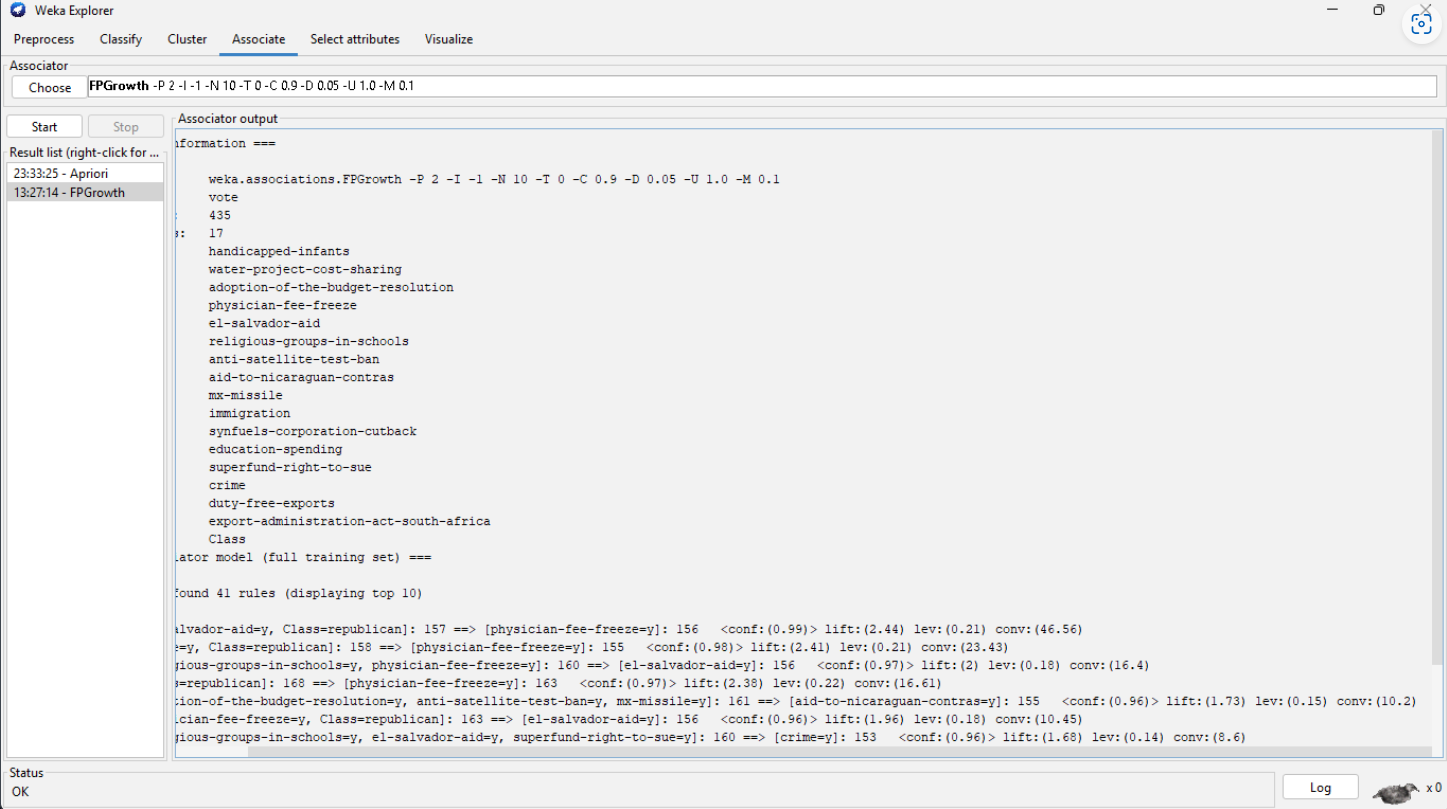 Weka Explorer
Preprocess Classify Cluster Associate Select attributes Visualize
Associator
Choose FPGrowth -P 2 -I -1 -N 10 -T 0 -C 0.9 -D 0.05 -U 1.0 -M 0.1
Start Stop
Result list (right-click for ...
23:33:25 - Apriori
13:27:14 - FPGrowth
Associator output
nformation ===
weka.associations.FPGrowth -P 2 -I -1 -N 10 -T 0 -C 0.9 -D 0.05 -U 1.0 -M 0.1
vote
: 435
s: 17
handicapped-infants
water-project-cost-sharing
adoption-of-the-budget-resolution
physician-fee-freeze
el-salvador-aid
religious-groups-in-schools
anti-satellite-test-ban
aid-to-nicaraguan-contras
mx-missile
immigration
synfuels-corporation-cutback
education-spending
superfund-right-to-sue
crime
duty-free-exports
export-administration-act-south-africa
Class
lator model (full training set) ===
found 41 rules (displaying top 10)
alvador-aid=y, Class=republican]: 157 ==> [physician-fee-freeze=y]: 156 <conf:(0.99)> lift:(2.44) lev:(0.21) conv:(46.56)
e=y, Class=republican]: 158 ==> [physician-fee-freeze=y]: 155 <conf:(0.98)> lift:(2.41) lev:(0.21) conv:(23.43)
gious-groups-in-schools=y, physician-fee-freeze=y]: 160 ==> [el-salvador-aid=y]: 156 <conf:(0.97)> lift:(2) lev:(0.18) conv:(16.4)
s=republican]: 168 ==> [physician-fee-freeze=y]: 163 <conf:(0.97)> lift:(2.38) lev:(0.22) conv:(16.61)
tion-of-the-budget-resolution=y, anti-satellite-test-ban=y, mx-missile=y]: 161 ==> [aid-to-nicaraguan-contras=y]: 155 <conf:(0.96)> lift:(1.73) lev:(0.15) conv:(10.2)
ician-fee-freeze=y, Class=republican]: 163 ==> [el-salvador-aid=y]: 156 <conf:(0.96)> lift:(1.96) lev:(0.18) conv:(10.45)
gious-groups-in-schools=y, el-salvador-aid=y, superfund-right-to-sue=y]: 160 ==> [crime=y]: 153 <conf:(0.96)> lift:(1.68) lev:(0.14) conv:(8.6)
Status
OK
Log
x 0